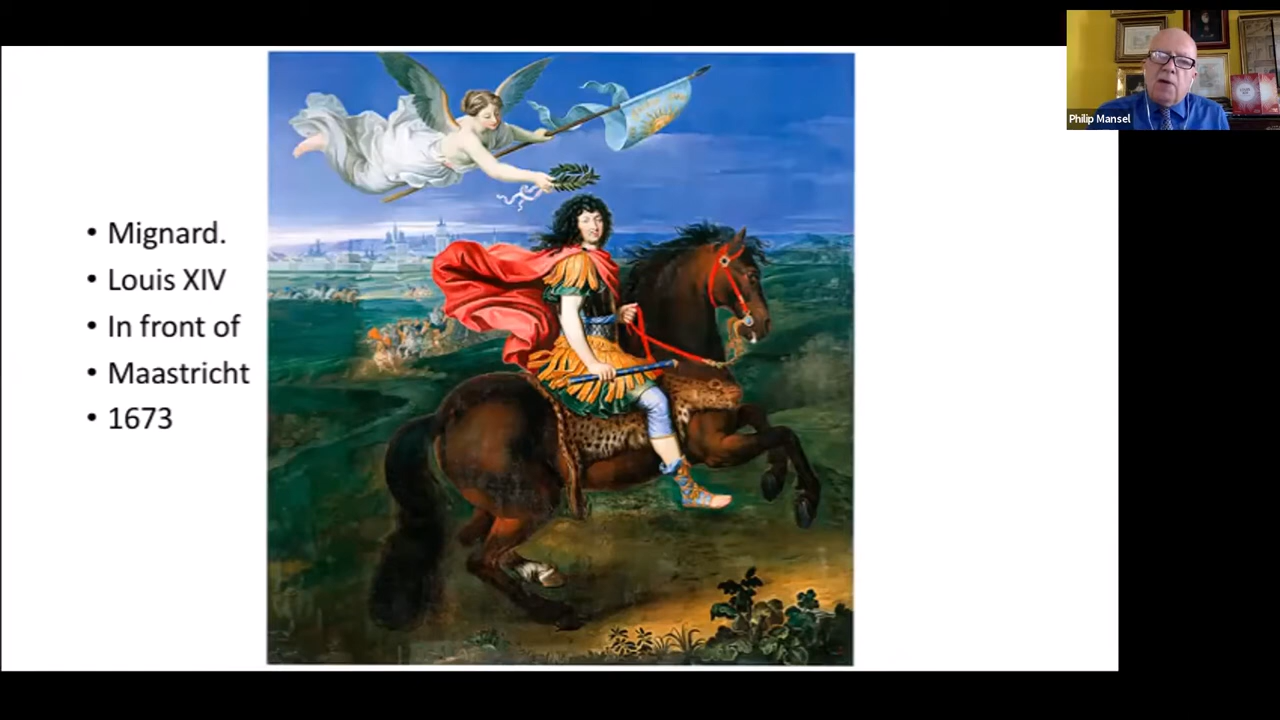 • Mignard.
• Louis XIV
• In front of
• Maastricht
• 1673
Philip Mansel